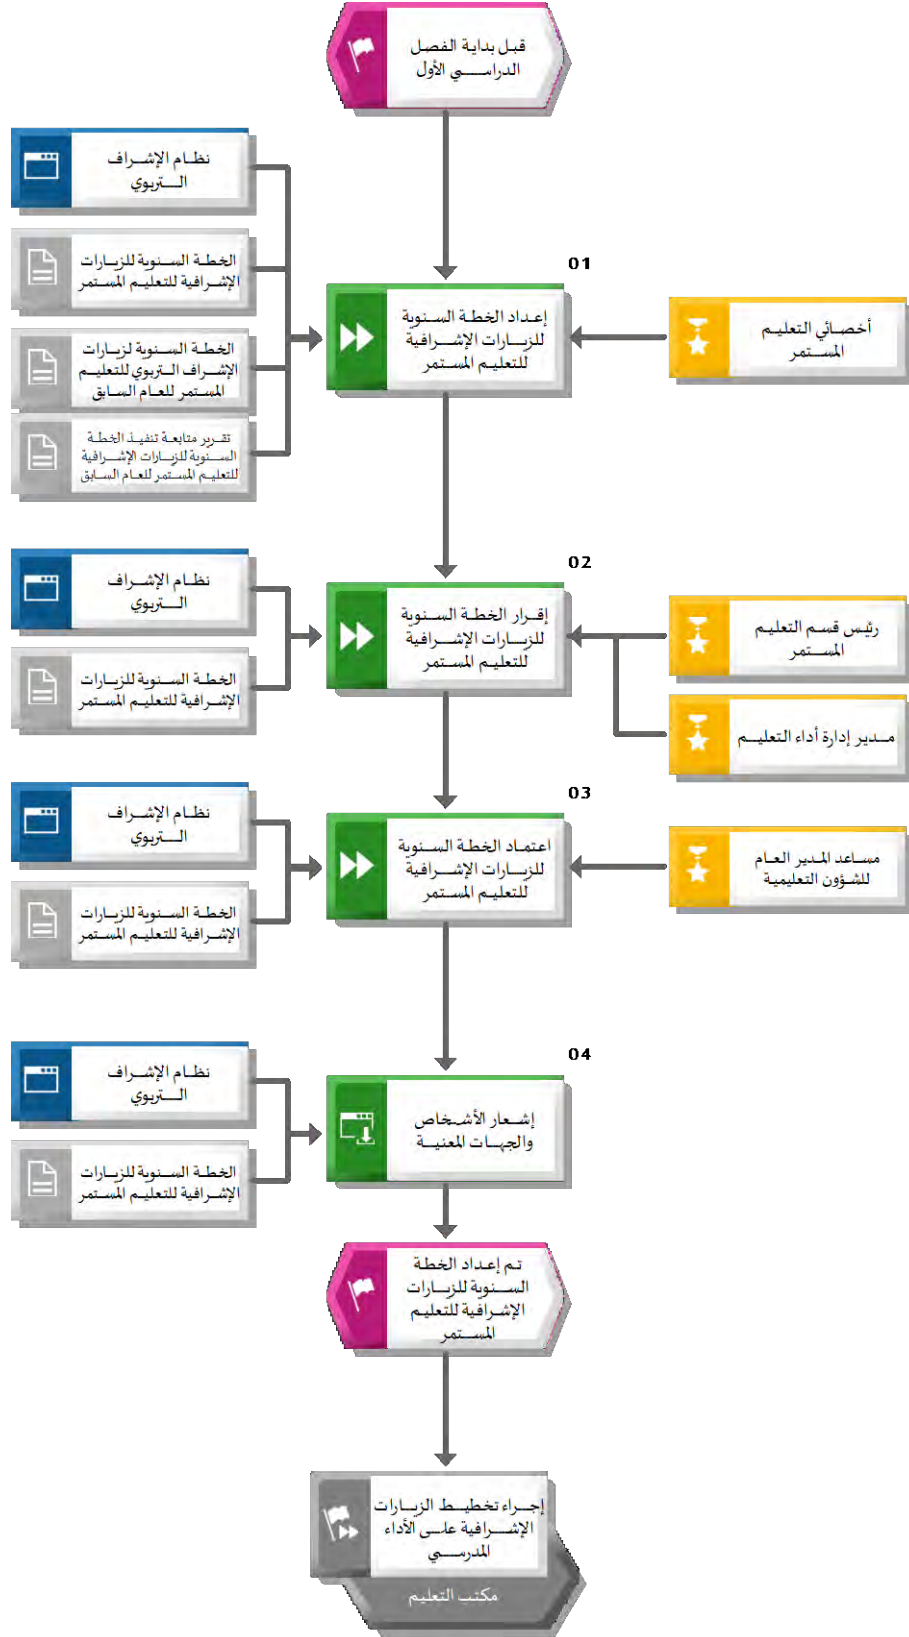 قبل بداية الفصل
الدراسي الأول
نظام الإشراف
التربوي
الخطة السنوية للزيارات
الإشرافية للتعليم المستمر
الخطة السنوية لزيارات
الإشراف التربوي للتعليم
المستمر للعام السابق
تقرير متابعة تنفيذ الخطة
السنوية للزيارات الإشرافية
للتعليم المستمر للعام السابق
01
إعداد الخطة السنوية
للزيارات الإشرافية
للتعليم المستمر
أخصائي التعليم
المستمر
02
نظام الإشراف
التربوي
الخطة السنوية للزيارات
الإشرافية للتعليم المستمر
إقرار الخطة السنوية
للزيارات الإشرافية
للتعليم المستمر
رئيس قسم التعليم
المستمر
مدير إدارة أداء التعليم
03
نظام الإشراف
التربوي
الخطة السنوية للزيارات
الإشرافية للتعليم المستمر
اعتماد الخطة السنوية
للزيارات الإشرافية
للتعليم المستمر
مساعد المدير العام
للشؤون التعليمية
04
نظام الإشراف
التربوي
الخطة السنوية للزيارات
الإشرافية للتعليم المستمر
إشعار الأشخاص
والجهات المعنية
تم إعداد الخطة
السنوية للزيارات
الإشرافية للتعليم
المستمر
إجراء تخطيط الزيارات
الإشرافية على الأداء
المدرسي
مكتب التعليم